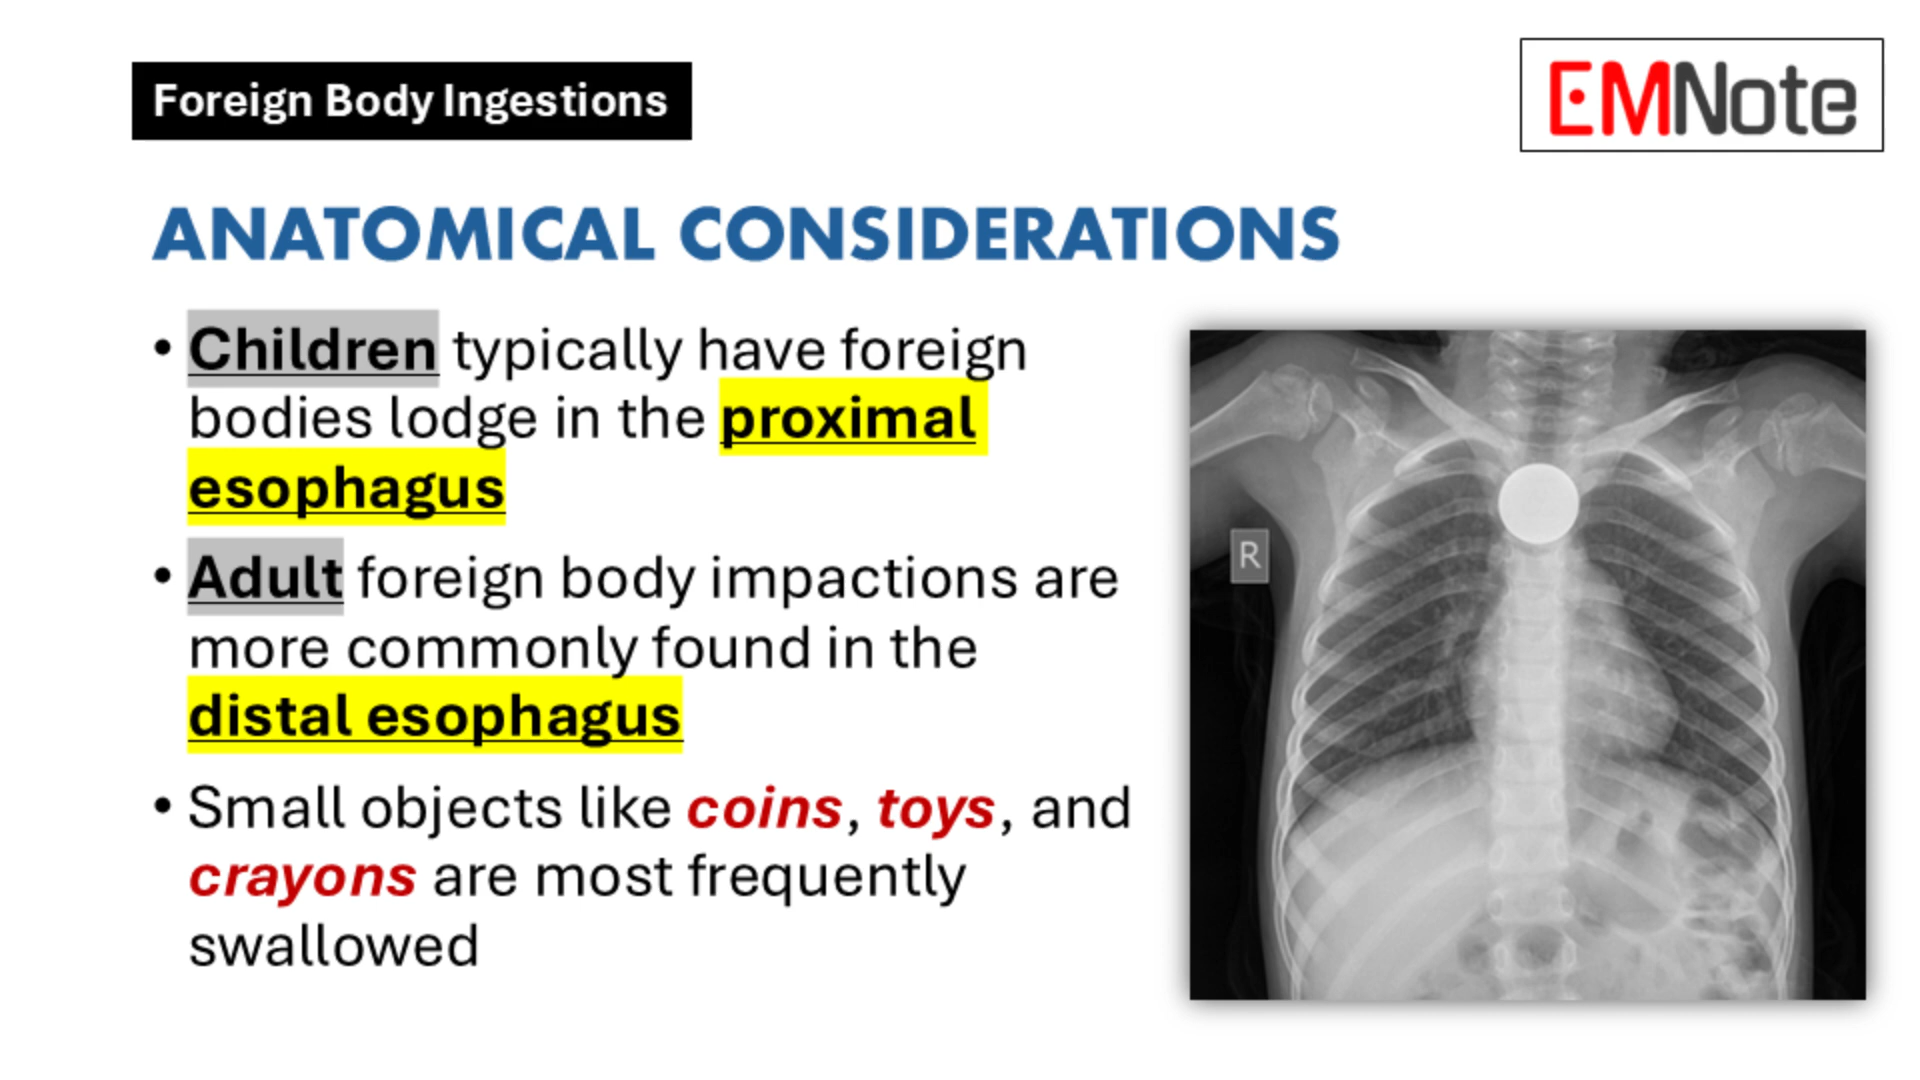 Foreign Body Ingestions
EMNote
ANATOMICAL CONSIDERATIONS
• Children typically have foreign
bodies lodge in the proximal
esophagus
• Adult foreign body impactions are
more commonly found in the
distal esophagus
• Small objects like coins, toys, and
crayons are most frequently
swallowed
R